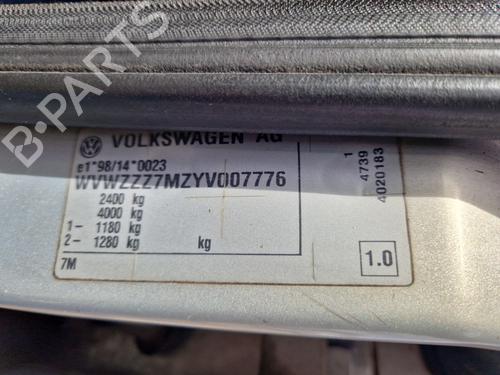 B-PARTS
VOLKSWAGEN AG
e1*98/14*0023
WVWZZZ7MZYV007776
2400 kg
4000 kg
1- 1180 kg
2- 1280 kg kg
7M
1.0
1
4739
4020183